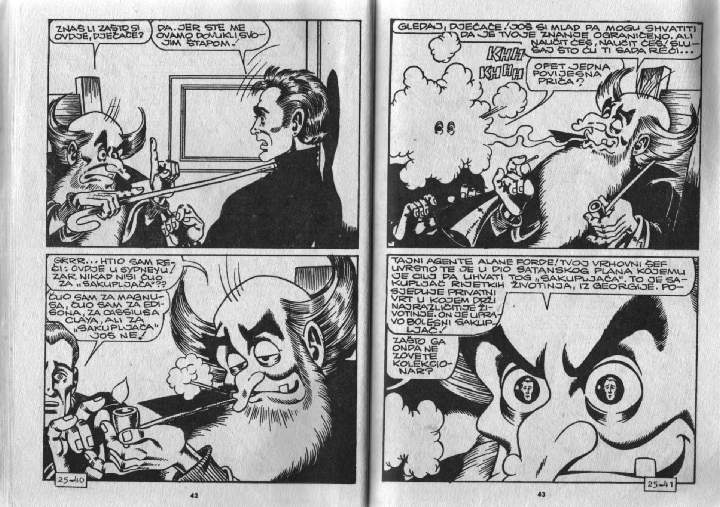 ZNAŠ LI ZAŠTO SI
OVDJE, DJEČAČE?
DA..JER STE ME
OVAMO DOVUKLI SVO-
JIM ŠTAPOM.
GRRR... HTIO SAM RE-
ĆI: OVDJE U SYDNEYU!
ZAR NIKAD NISI ČUO
ZA „SAKUPLJAČA"??
ČUO SAM ZA MAGNU-
SA, ČUO SAM ZA EDI-
SONA, ZA CASSIUSA
CLAYA, ALI ZA
„SAKUPLJAČA"
JOŠ NE!
25-40
42
GLEDAJ, DJEČAČE! JOŠ SI MLAD PA MOGU SHVATITI
DA JE TVOJE ZNANJE OGRANIČENO. ALI
NAUČIT ĆEŠ, NAUČIT ĆEŠ! SLU-
ŠAJ ŠTO ĆU TI SADA REĆI...
KHH
KHHH
OPET JEDNA
POVIJESNA
PRIČA?
TAJNI AGENTE ALANE FORDE! TVOJ VRHOVNI ŠEF
UVRSTIO TE JE U DIO SATANSKOG PLANA KOJEMU
JE CILJ DA UHVATI TOG „SAKUPLJAČA". TO JE SA-
KUPLJAČ RIJETKIH ŽIVOTINJA, IZ GEORGIJE. PO-
SJEDUJE PRIVATNI
VRT U KOJEM DRŽI
NAJRAZLIČITIJE ŽI-
VOTINJE. ON JE UPRA-
VO BOLESNI SAKUP-
LJAČ!
ZAŠTO GA
ONDA NE
ZOVETE
KOLEKCIO-
NAR?
25-41
43